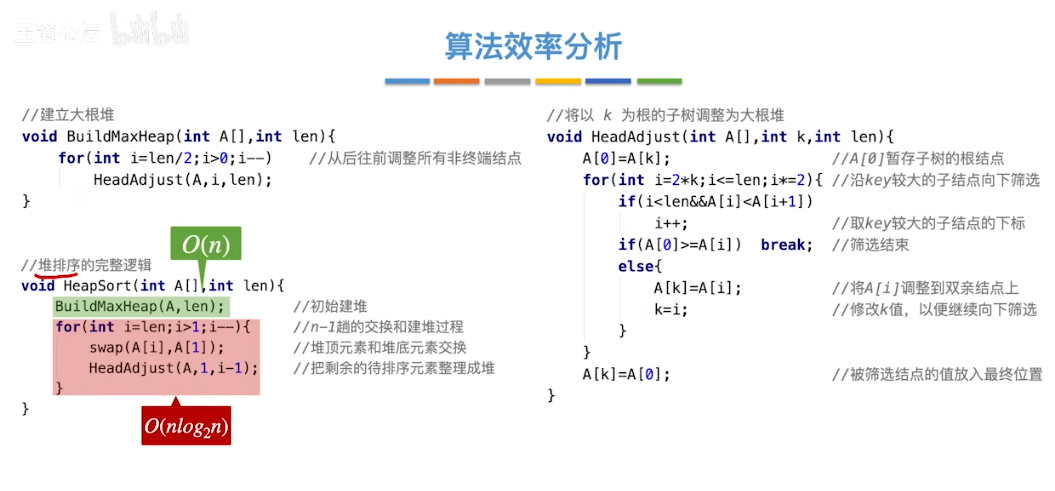 王道论坛 bilibili
算法效率分析
//建立大根堆
void BuildMaxHeap(int A[],int len){
for(int i=len/2;i>0;i--) //从后往前调整所有非终端结点
HeadAdjust(A,i,len);
}
O(n)
//堆排序的完整逻辑
void HeapSort(int A[],int len){
BuildMaxHeap(A,len); //初始建堆
for(int i=len;i>1;i--){ //n-1趟的交换和建堆过程
swap(A[i],A[1]); //堆顶元素和堆底元素交换
HeadAdjust(A,1,i-1); //把剩余的待排序元素整理成堆
}
}
O(nlog₂n)
//将以 k 为根的子树调整为大根堆
void HeadAdjust(int A[],int k,int len){
A[0]=A[k]; //A[0]暂存子树的根结点
for(int i=2*k;i<=len;i*=2){ //沿key较大的子结点向下筛选
if(i<len&&A[i]<A[i+1])
i++; //取key较大的子结点的下标
if(A[0]>=A[i]) break; //筛选结束
else{
A[k]=A[i]; //将A[i]调整到双亲结点上
k=i; //修改k值，以便继续向下筛选
}
}
A[k]=A[0]; //被筛选结点的值放入最终位置
}